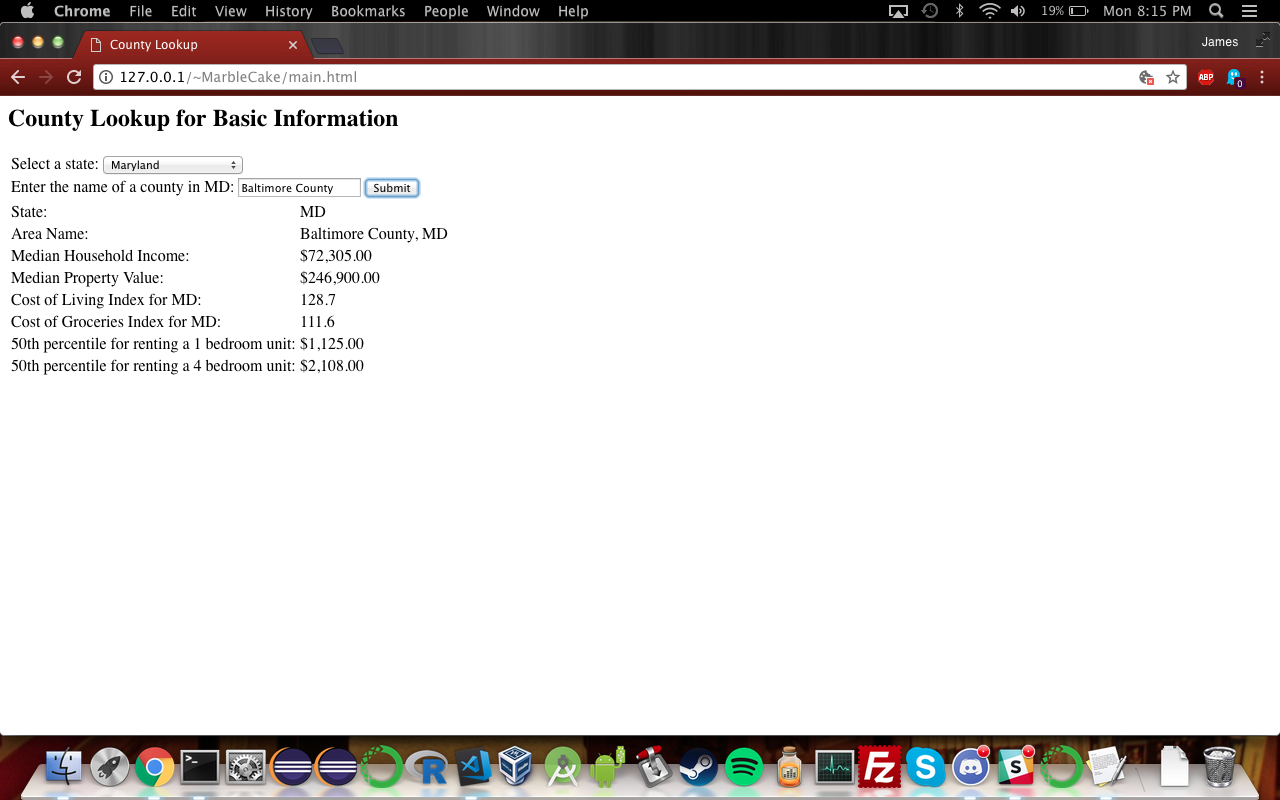 Chrome File Edit View History Bookmarks People Window Help 19% Mon 8:15 PM
County Lookup James
127.0.0.1/~MarbleCake/main.html ABP 0
County Lookup for Basic Information
Select a state: Maryland
Enter the name of a county in MD: Baltimore County Submit
State: MD
Area Name: Baltimore County, MD
Median Household Income: $72,305.00
Median Property Value: $246,900.00
Cost of Living Index for MD: 128.7
Cost of Groceries Index for MD: 111.6
50th percentile for renting a 1 bedroom unit: $1,125.00
50th percentile for renting a 4 bedroom unit: $2,108.00
>_ R Fz S S